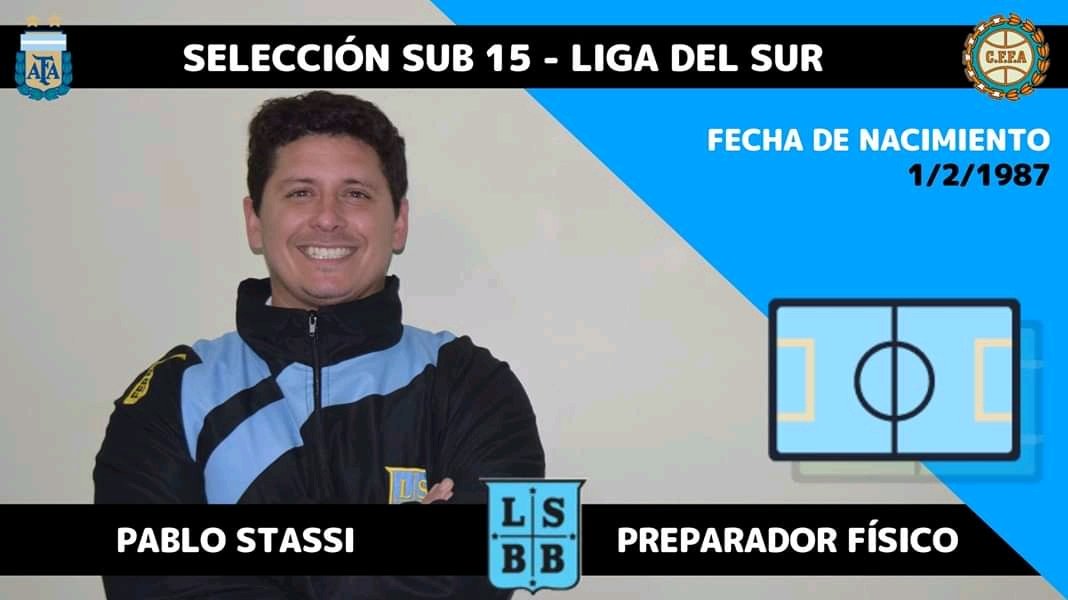 SELECCIÓN SUB 15 - LIGA DEL SUR
AFA
C.F.F.A
FECHA DE NACIMIENTO
1/2/1987
LS
PABLO STASSI
LS
BB
PREPARADOR FÍSICO